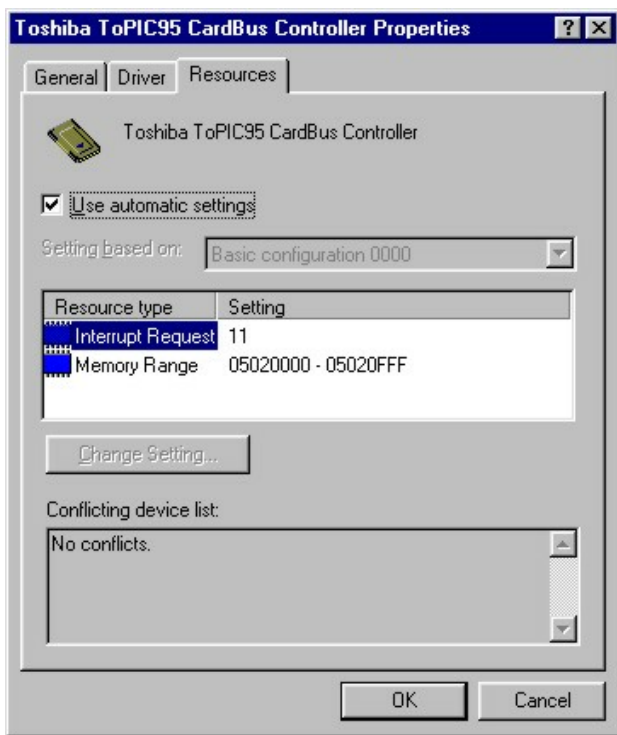 Toshiba ToPIC95 CardBus Controller Properties
General Driver Resources
Toshiba ToPIC95 CardBus Controller
Use automatic settings
Setting based on: Basic configuration 0000
Resource type Setting
Interrupt Request 11
Memory Range 05020000 - 05020FFF
Change Setting...
Conflicting device list:
No conflicts.
OK Cancel